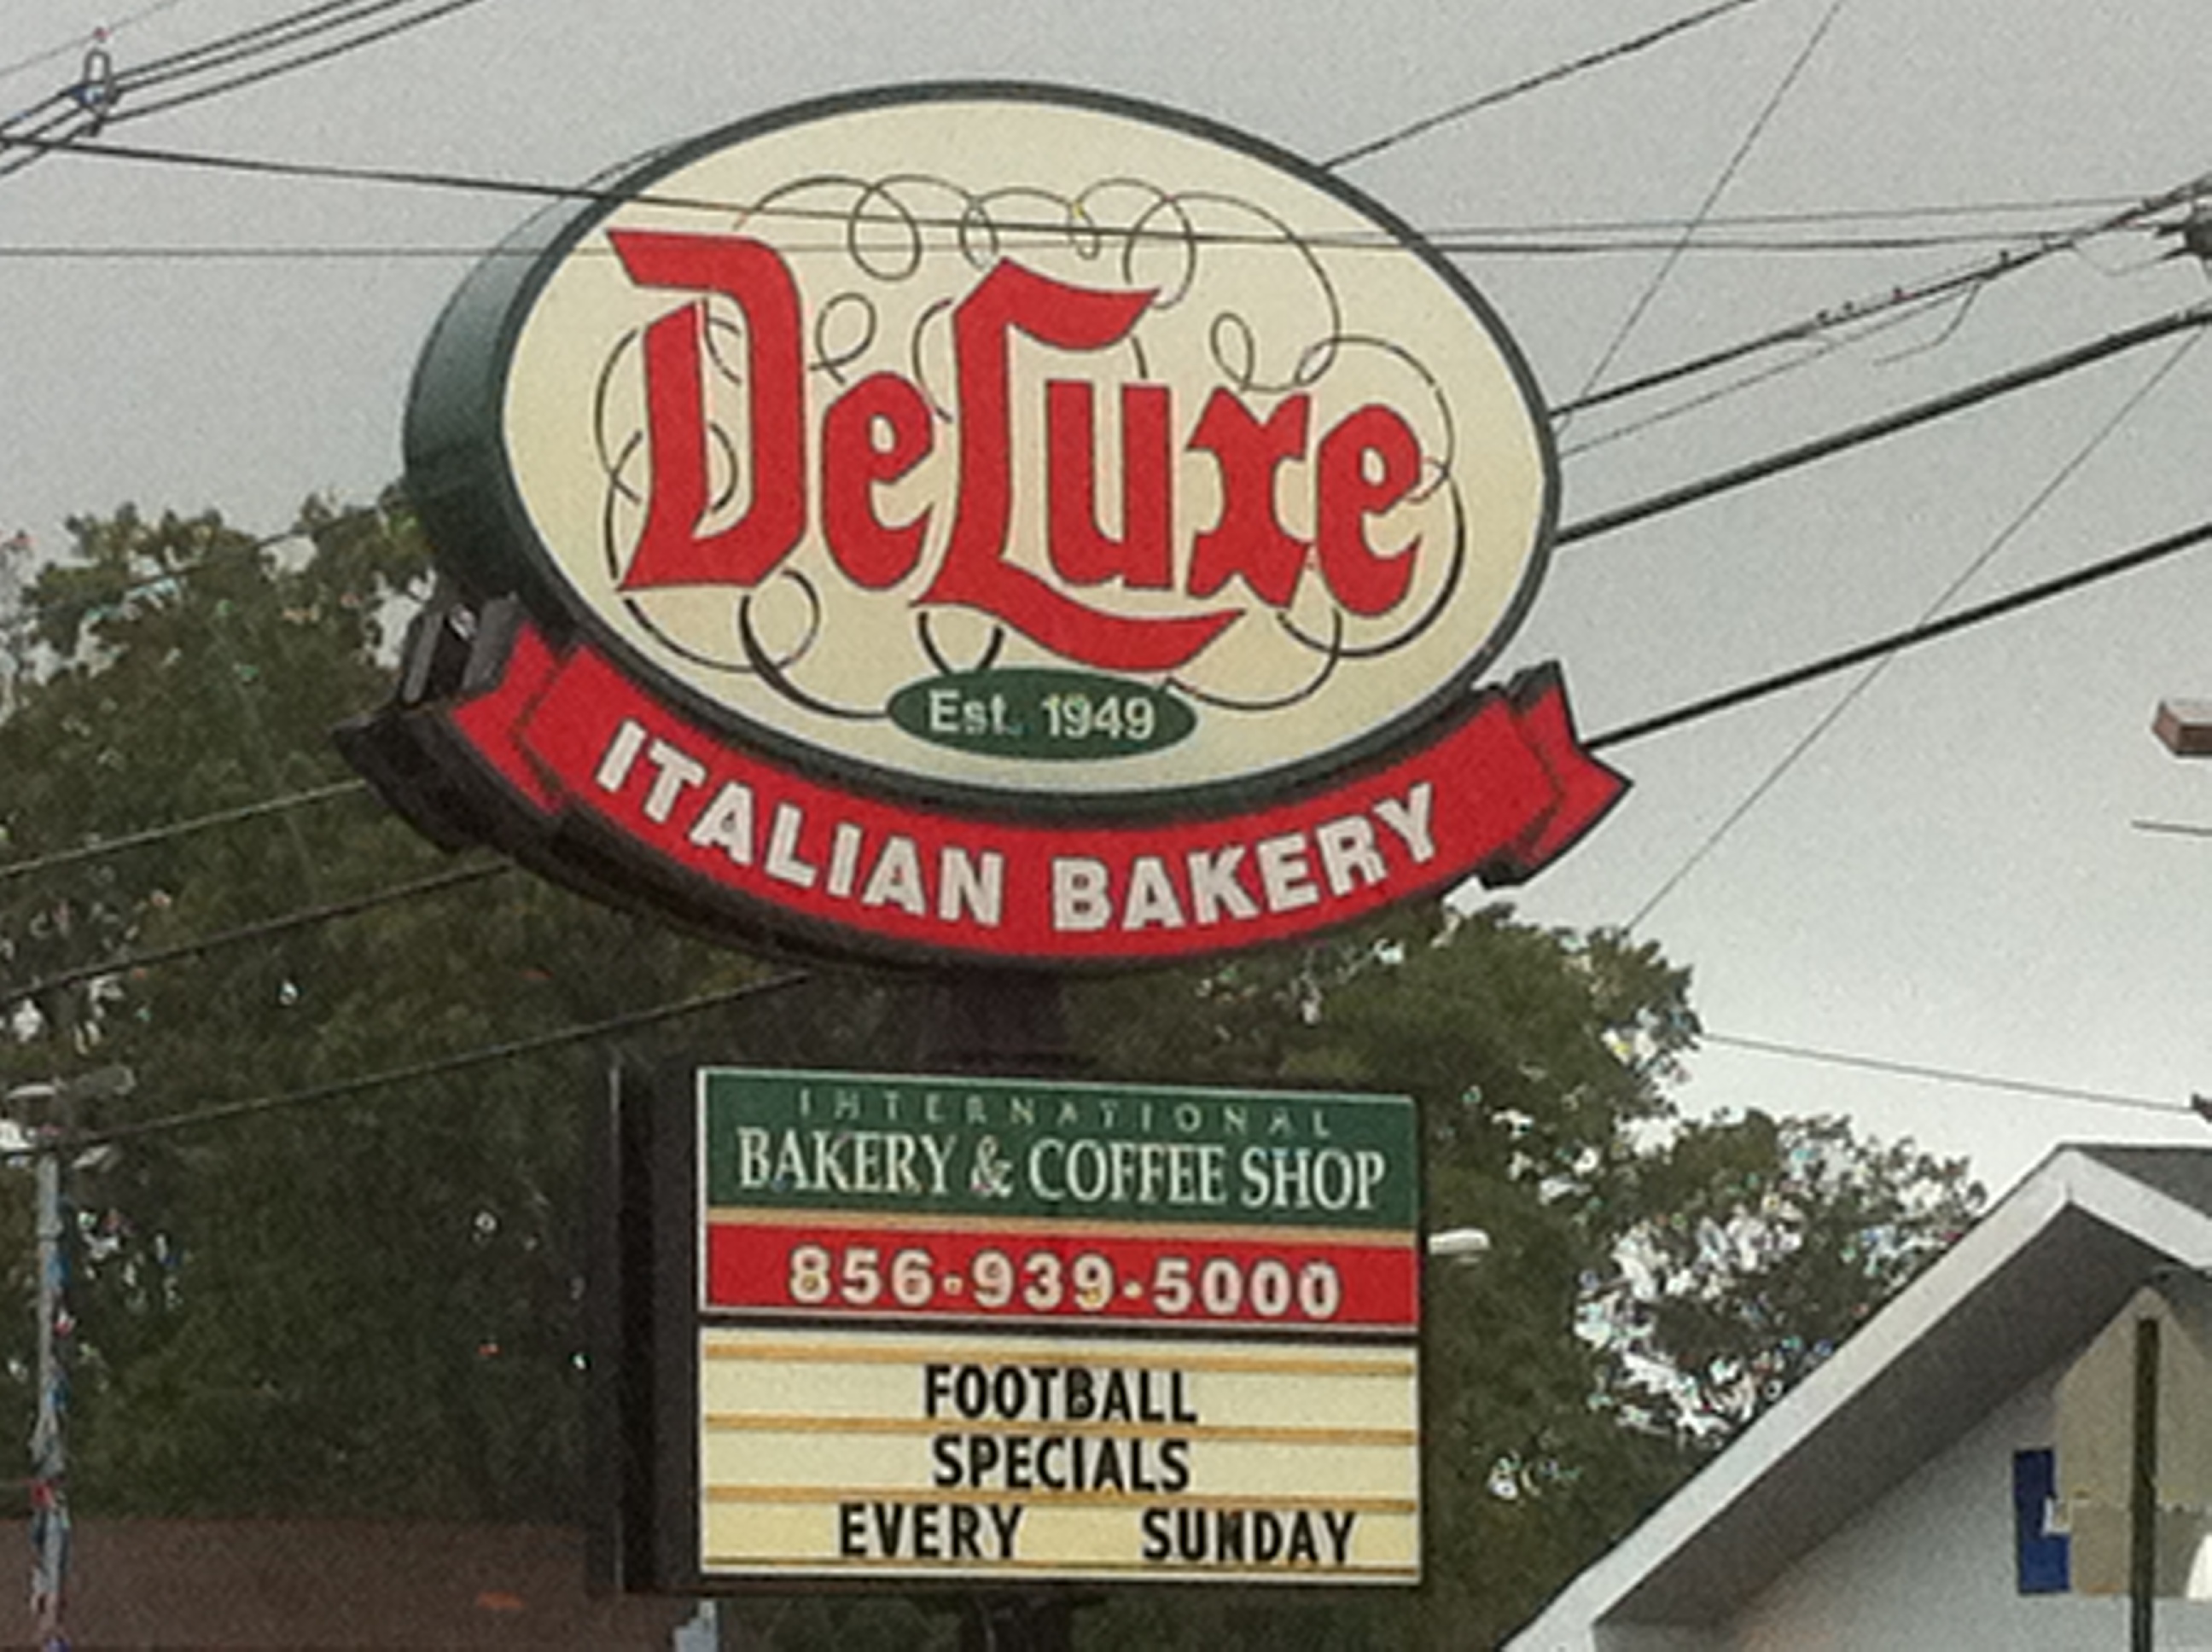 DeLuxe
Est. 1949
ITALIAN BAKERY
INTERNATIONAL
BAKERY & COFFEE SHOP
856-939-5000
FOOTBALL
SPECIALS
EVERY SUNDAY